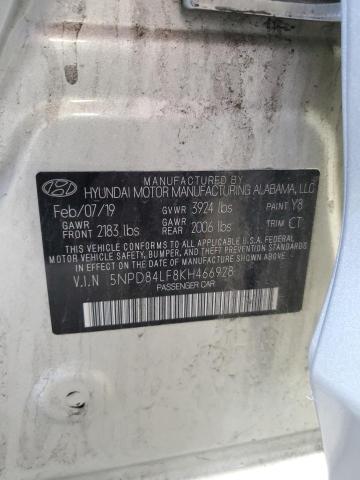 MANUFACTURED BY
HYUNDAI MOTOR MANUFACTURING ALABAMA, LLC
Feb/07/19 GVWR 3924 lbs PAINT Y8
GAWR FRONT 2183 lbs GAWR REAR 2006 lbs TRIM CT
THIS VEHICLE CONFORMS TO ALL APPLICABLE U.S.A. FEDERAL
MOTOR VEHICLE SAFETY, BUMPER, AND THEFT PREVENTION
STANDARDS IN EFFECT ON THE DATE OF
MANUFACTURE SHOWN ABOVE.
V.I.N 5NPD84LF8KH466928
PASSENGER CAR